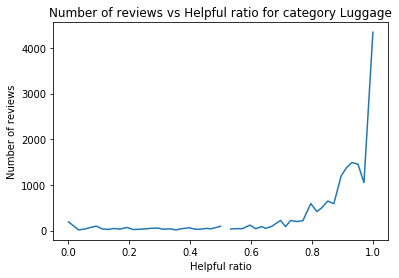 Number of reviews vs Helpful ratio for category Luggage
4000
3000
2000
1000
0
Number of reviews
0.0 0.2 0.4 0.6 0.8 1.0
Helpful ratio